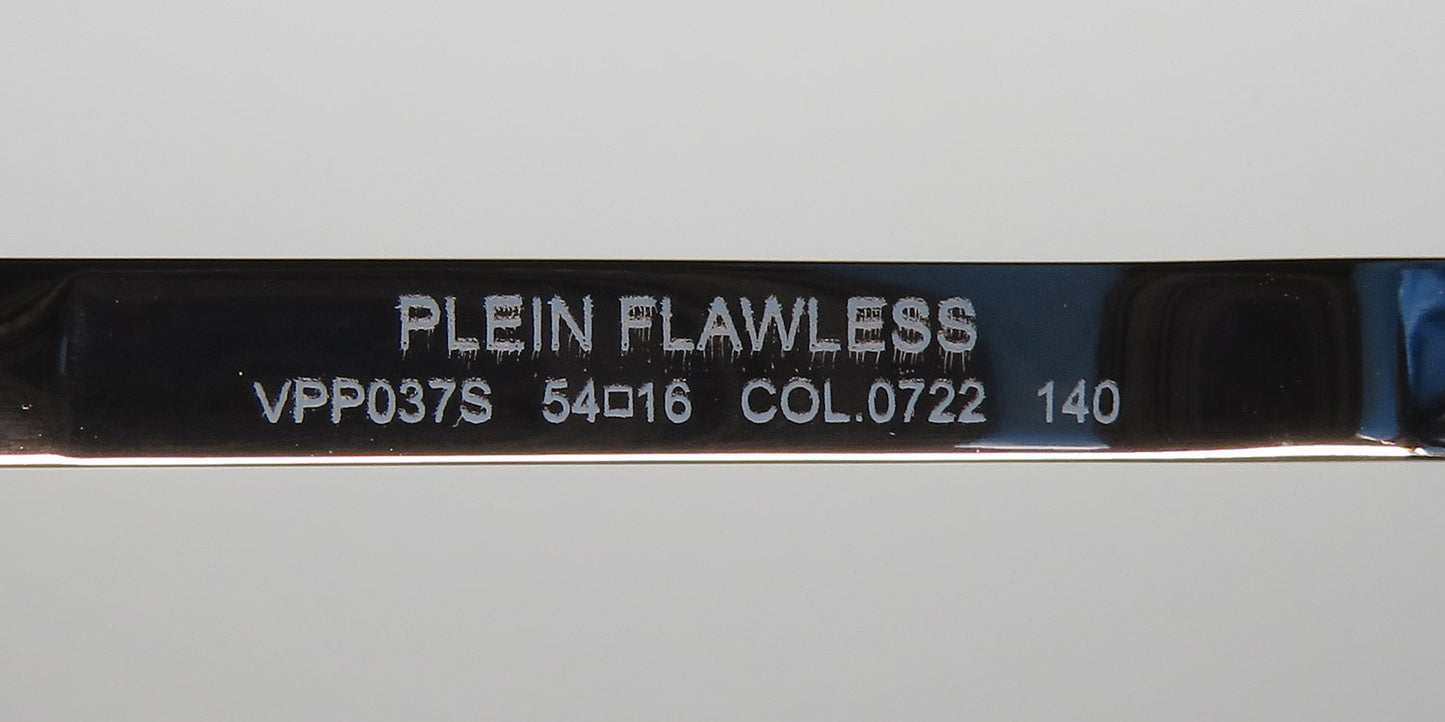 PLEIN FLAWLESS
VPP037S 54□16 COL.0722 140